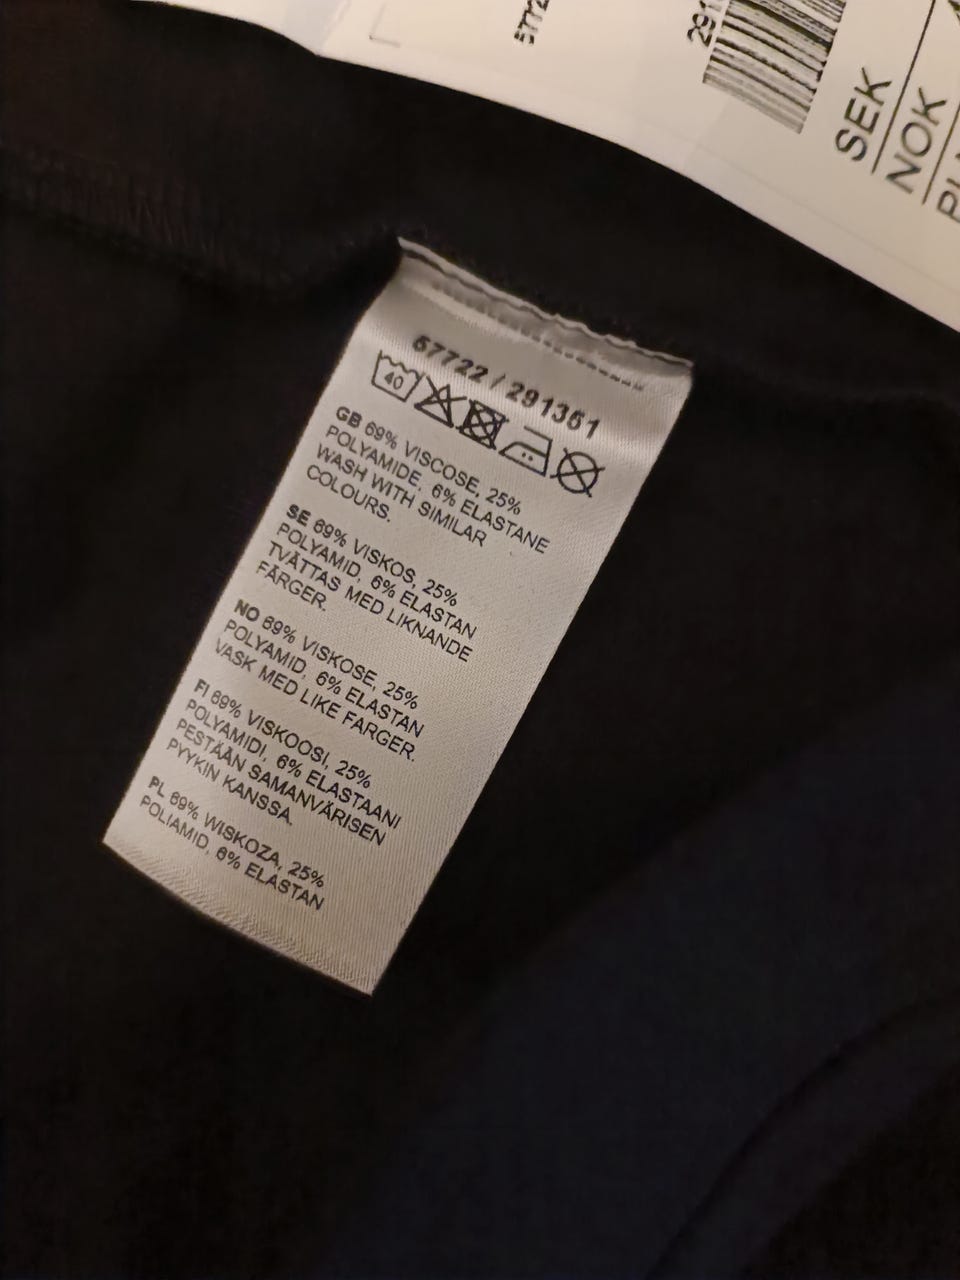 SEK
NOK
57722 / 291361
40
GB 69% VISCOSE, 25%
POLYAMIDE, 6% ELASTANE
WASH WITH SIMILAR
COLOURS.
SE 69% VISKOS, 25%
POLYAMID, 6% ELASTAN
TVÄTTAS MED LIKNANDE
FÄRGER.
NO 69% VISKOSE, 25%
POLYAMID, 6% ELASTAN
VASK MED LIKE FARGER.
FI 69% VISKOOSI, 25%
POLYAMIDI, 6% ELASTAANI
PESTÄÄN SAMANVÄRISEN
PYYKIN KANSSA.
PL 69% WISKOZA, 25%
POLIAMID, 6% ELASTAN